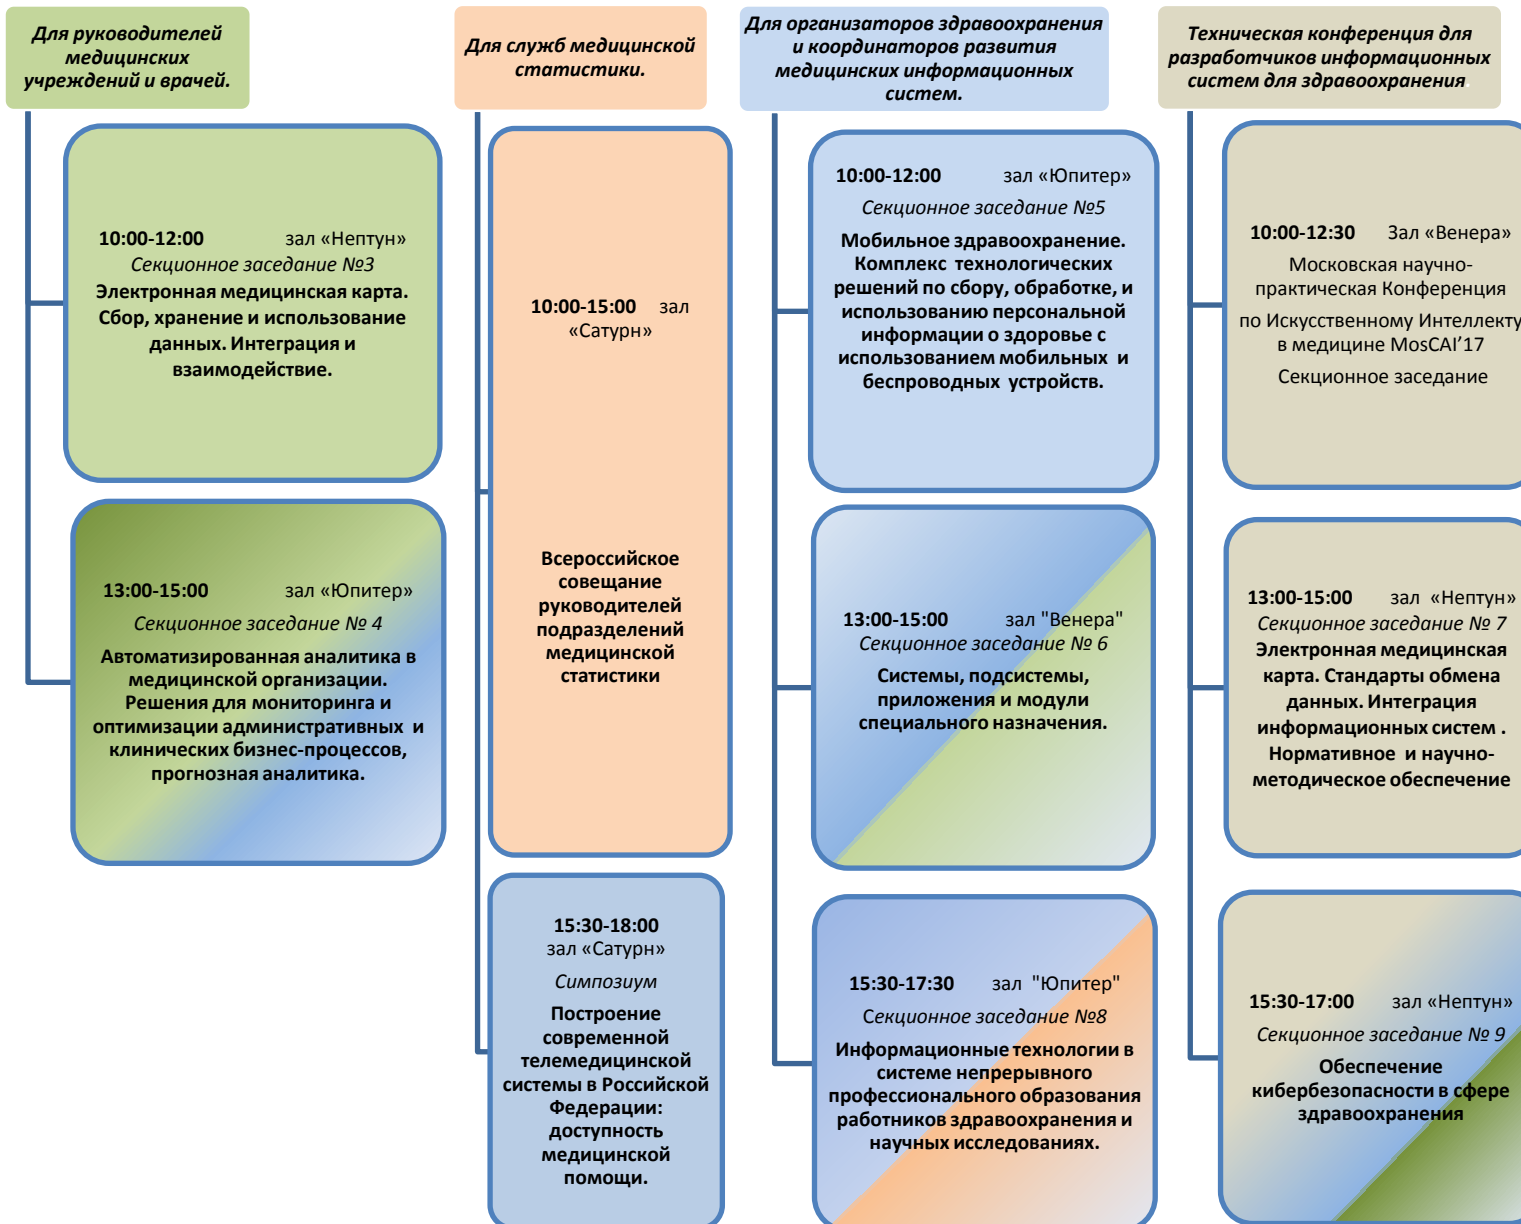 Для руководителей
медицинских
учреждений и врачей.
10:00-12:00 зал «Нептун»
Секционное заседание №3
Электронная медицинская карта.
Сбор, хранение и использование
данных. Интеграция и
взаимодействие.
13:00-15:00 зал «Юпитер»
Секционное заседание № 4
Автоматизированная аналитика в
медицинской организации.
Решения для мониторинга и
оптимизации административных и
клинических бизнес-процессов,
прогнозная аналитика.
Для служб медицинской
статистики.
10:00-15:00 зал
«Сатурн»
Всероссийское
совещание
руководителей
подразделений
медицинской
статистики
15:30-18:00
зал «Сатурн»
Симпозиум
Построение
современной
телемедицинской
системы в Российской
Федерации:
доступность
медицинской
помощи.
Для организаторов здравоохранения
и координаторов развития
медицинских информационных
систем.
10:00-12:00 зал «Юпитер»
Секционное заседание №5
Мобильное здравоохранение.
Комплекс технологических
решений по сбору, обработке, и
использованию персональной
информации о здоровье с
использованием мобильных и
беспроводных устройств.
13:00-15:00 зал "Венера"
Секционное заседание № 6
Системы, подсистемы,
приложения и модули
специального назначения.
15:30-17:30 зал "Юпитер"
Секционное заседание №8
Информационные технологии в
системе непрерывного
профессионального образования
работников здравоохранения и
научных исследованиях.
Техническая конференция для
разработчиков информационных
систем для здравоохранения
10:00-12:30 Зал «Венера»
Московская научно-
практическая Конференция
по Искусственному Интеллекту
в медицине MosCAI’17
Секционное заседание
13:00-15:00 зал «Нептун»
Секционное заседание № 7
Электронная медицинская
карта. Стандарты обмена
данных. Интеграция
информационных систем .
Нормативное и научно-
методическое обеспечение
15:30-17:00 зал «Нептун»
Секционное заседание № 9
Обеспечение
кибербезопасности в сфере
здравоохранения